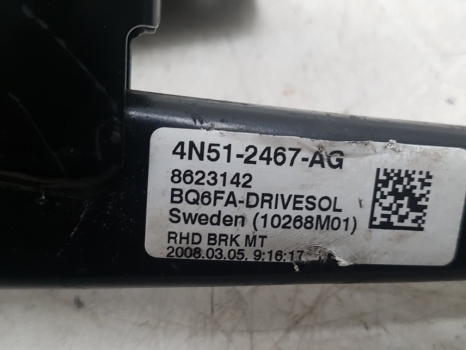 4N51-2467-AG
8623142
BQ6FA-DRIVESOL
Sweden (10268M01)
RHD BRK MT
2008.03.05, 9:16:17